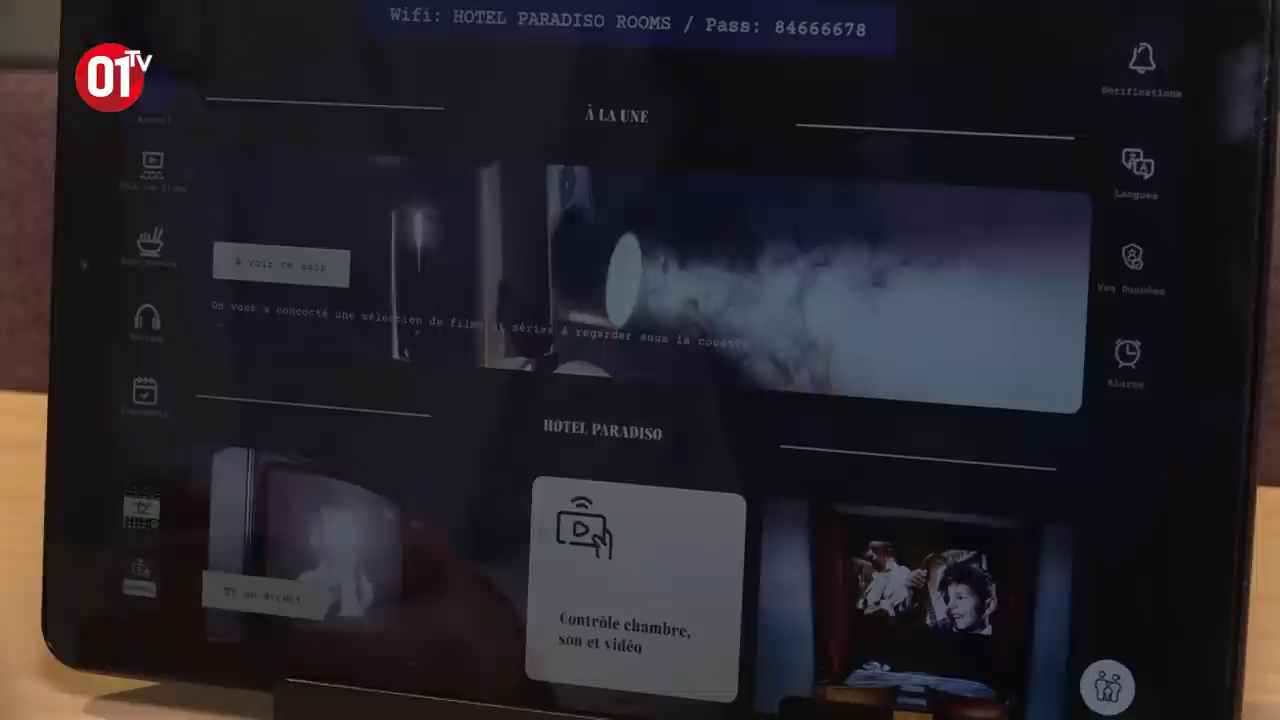 Wifi: HOTEL PARADISO ROOMS / Pass: 84666678
01TV
Notifications
À LA UNE
Accueil
Langues
À voir ce soir
Vos Données
On vous a concocté une sélection de films et séries à regarder sous la couette
Alarme
HOTEL PARADISO
TV en direct
Contrôle chambre,
son et vidéo